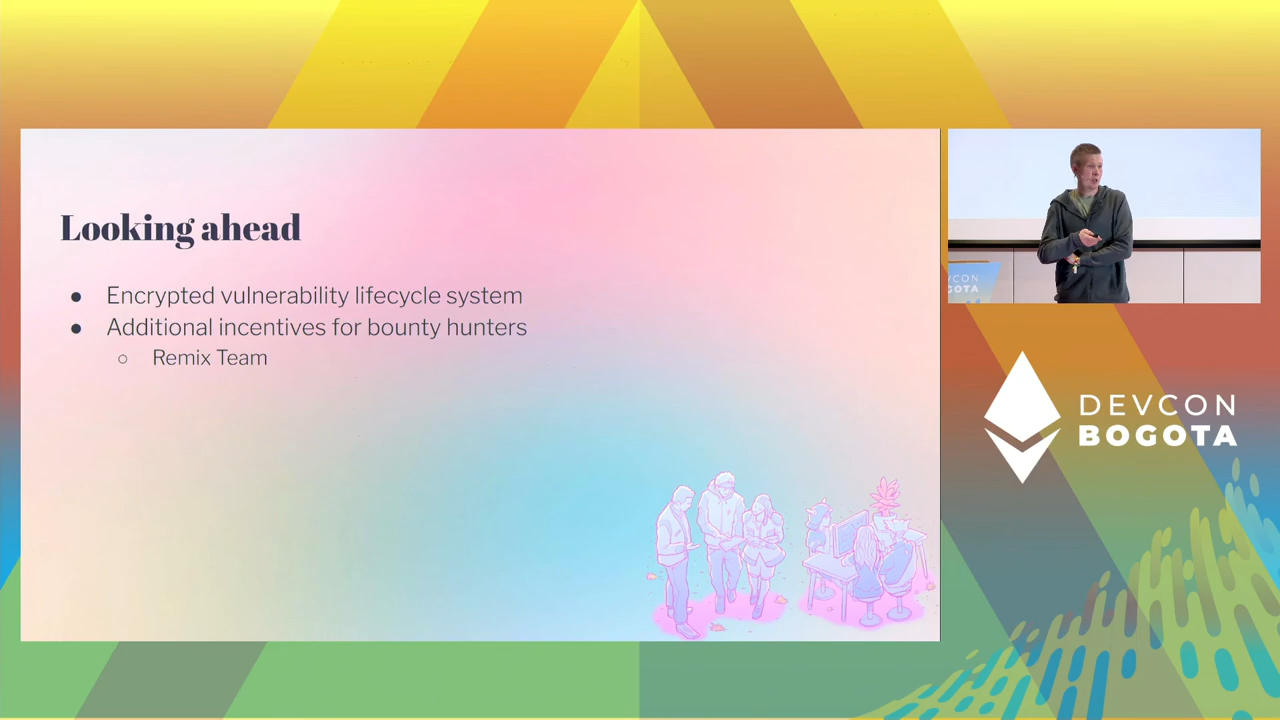 Looking ahead
● Encrypted vulnerability lifecycle system
● Additional incentives for bounty hunters
○ Remix Team
DEVCON
BOGOTA